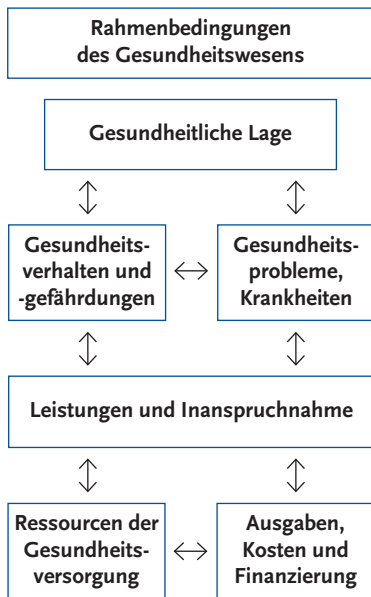 Rahmenbedingungen
des Gesundheitswesens
Gesundheitliche Lage
Gesundheits-
verhalten und
-gefährdungen
Gesundheits-
probleme,
Krankheiten
Leistungen und Inanspruchnahme
Ressourcen der
Gesundheits-
versorgung
Ausgaben,
Kosten und
Finanzierung